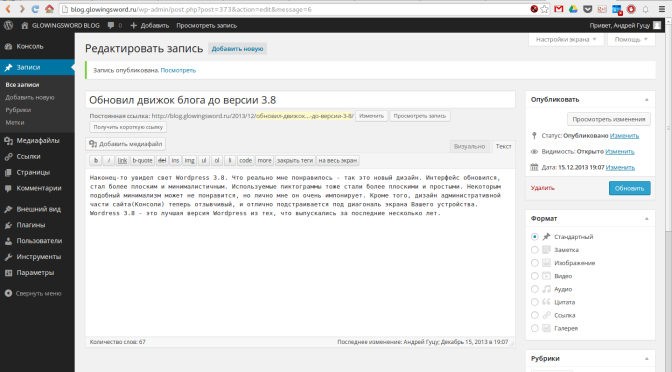 blog.glowingsword.ru/wp-admin/post.php?post=373&action=edit&message=6
GLOWINGSWORD BLOG 0 + Добавить Просмотреть запись Привет, Андрей Гуцу
Консоль
Записи
Все записи
Добавить новую
Рубрики
Метки
Медиафайлы
Ссылки
Страницы
Комментарии
Внешний вид
Плагины
Пользователи
Инструменты
Параметры
Свернуть меню
Настройки экрана Помощь
Редактировать запись Добавить новую
Запись опубликована. Посмотреть
Обновил движок блога до версии 3.8
Постоянная ссылка: http://blog.glowingsword.ru/2013/12/обновил-движок...-до-версии-3-8/ Изменить Просмотреть запись
Получить короткую ссылку
Добавить медиафайл Визуально Текст
b i link b-quote del ins img ul ol li code more закрыть теги на весь экран
Наконец-то увидел свет Wordpress 3.8. Что реально мне понравилось - так это новый дизайн. Интерфейс обновился,
стал более плоским и минималистичным. Используемые пиктограммы тоже стали более плоскими и простыми. Некоторым
подобный минимализм может не понравится, но лично мне он очень импонирует. Кроме того, дизайн административной
части сайта(Консоли) теперь отзывчивый, и отлично подстраивается под диагональ экрана Вашего устройства.
Wordpress 3.8 - это лучшая версия Wordpress из тех, что выпускались за последние несколько лет.
Количество слов: 67 Последнее изменение: Андрей Гуцу; Декабрь 15, 2013 в 19:07
Опубликовать
Просмотреть изменения
Статус: Опубликовано Изменить
Видимость: Открыто Изменить
Дата: 15.12.2013 19:07 Изменить
Удалить Обновить
Формат
Стандартный
Заметка
Изображение
Видео
Аудио
Цитата
Ссылка
Галерея
Рубрики